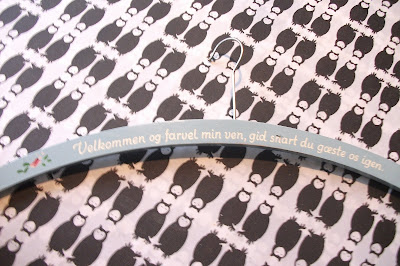 Velkommen og farvel min ven, gid snart du gæste os igen.